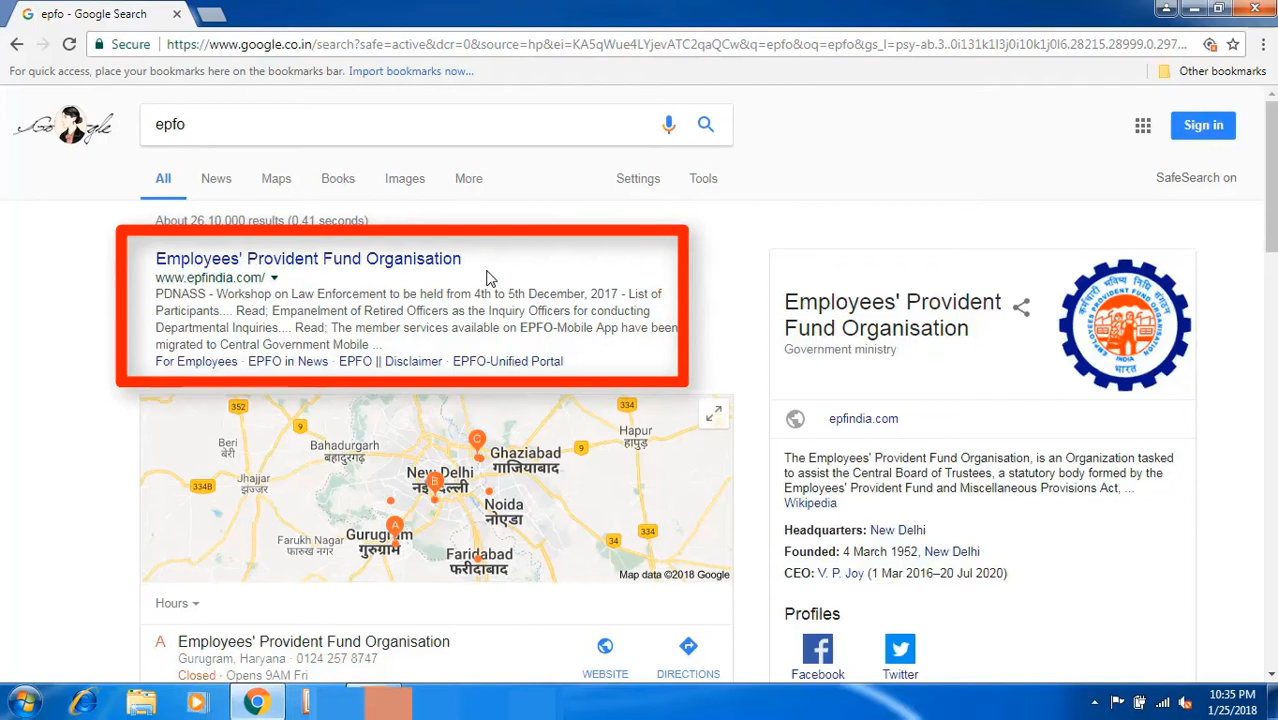 epfo - Google Search
Secure
https://www.google.co.in/search?safe=active&dcr=0&source=hp&ei=KA5qWue4LYjevATC2qaQCw&q=epfo&oq=epfo&gs_l=psy-ab.3..0i131k1l3j0i10k1j0l6.28215.28999.0.297...
For quick access, place your bookmarks here on the bookmarks bar. Import bookmarks now...
Other bookmarks
Google
epfo
Sign in
All News Maps Books Images More Settings Tools
SafeSearch on
About 26,10,000 results (0.41 seconds)
Employees' Provident Fund Organisation
www.epfindia.com/
PDNASS - Workshop on Law Enforcement to be held from 4th to 5th December, 2017 - List of
Participants.... Read; Empanelment of Retired Officers as the Inquiry Officers for conducting
Departmental Inquiries.... Read; The member services available on EPFO-Mobile App have been
migrated to Central Government Mobile ...
For Employees · EPFO in News · EPFO || Disclaimer · EPFO-Unified Portal
352
334
Hapur
हापुड़
9
Beri
बेरी
Bahadurgarh
बहादुरगढ़
C
Ghaziabad
गाज़ियाबाद
9
Jhajjar
झज्जर
334B
New Delhi
नई दिल्ली
B
Noida
नोएडा
A
Gurugram
गुरुग्राम
Farukh Nagar
फारुख नगर
Faridabad
फरीदाबाद
34
334
Map data ©2018 Google
Hours
A Employees' Provident Fund Organisation
Gurugram, Haryana · 0124 257 8747
Closed · Opens 9AM Fri
WEBSITE
DIRECTIONS
Employees' Provident
Fund Organisation
Government ministry
INDIA
भारत
epfindia.com
The Employees' Provident Fund Organisation, is an Organization tasked
to assist the Central Board of Trustees, a statutory body formed by the
Employees' Provident Fund and Miscellaneous Provisions Act, ...
Wikipedia
Headquarters: New Delhi
Founded: 4 March 1952, New Delhi
CEO: V. P. Joy (1 Mar 2016–20 Jul 2020)
Profiles
Facebook
Twitter
10:35 PM
1/25/2018